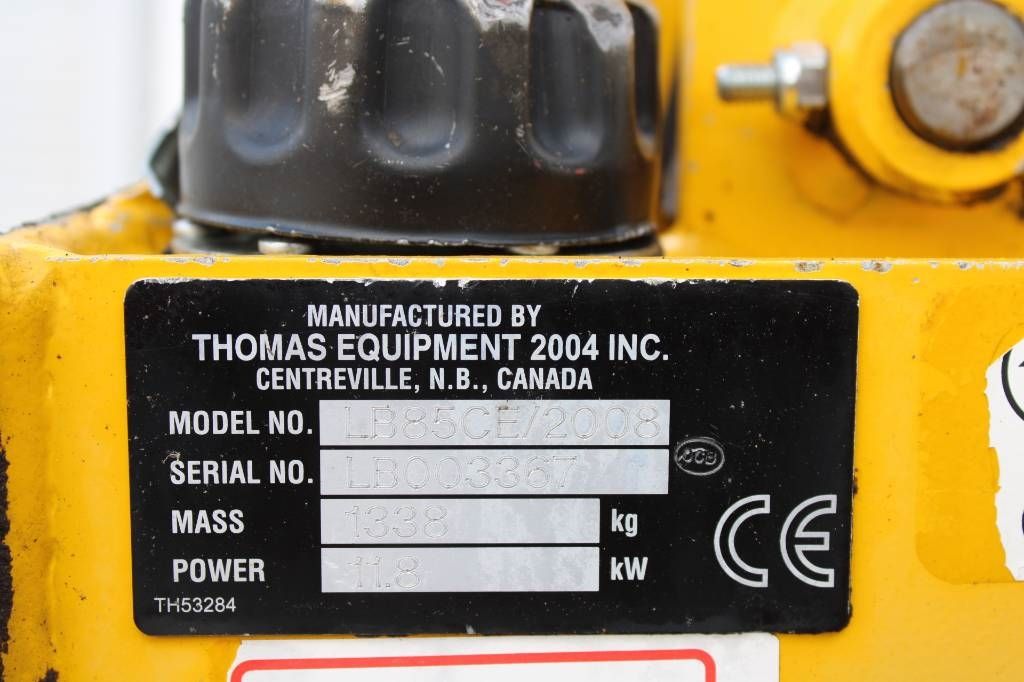 MANUFACTURED BY
THOMAS EQUIPMENT 2004 INC.
CENTREVILLE, N.B., CANADA
MODEL NO. LB85CE/2008
SERIAL NO. LB003367
MASS 1338 kg
POWER 11.8 kW
CE
TH53284